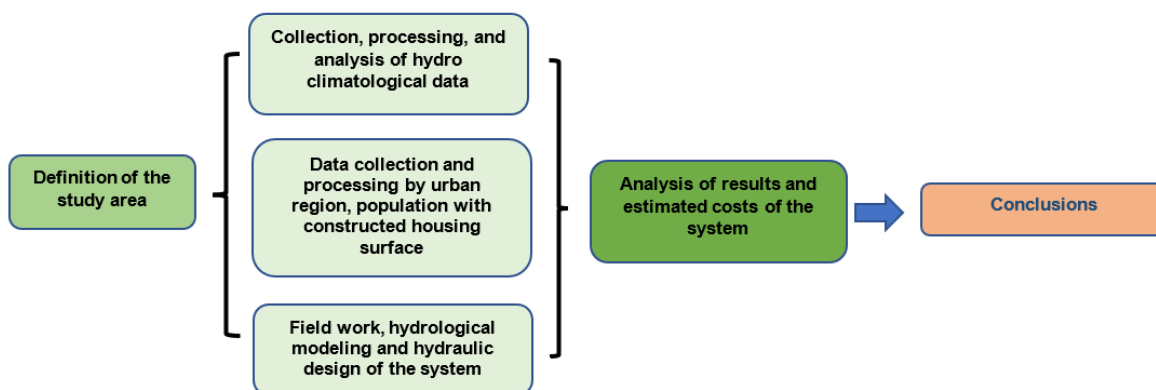 Definition of the
study area
Collection, processing, and
analysis of hydro
climatological data
Data collection and
processing by urban
region, population with
constructed housing
surface
Field work, hydrological
modeling and hydraulic
design of the system
Analysis of results and
estimated costs of the
system
Conclusions